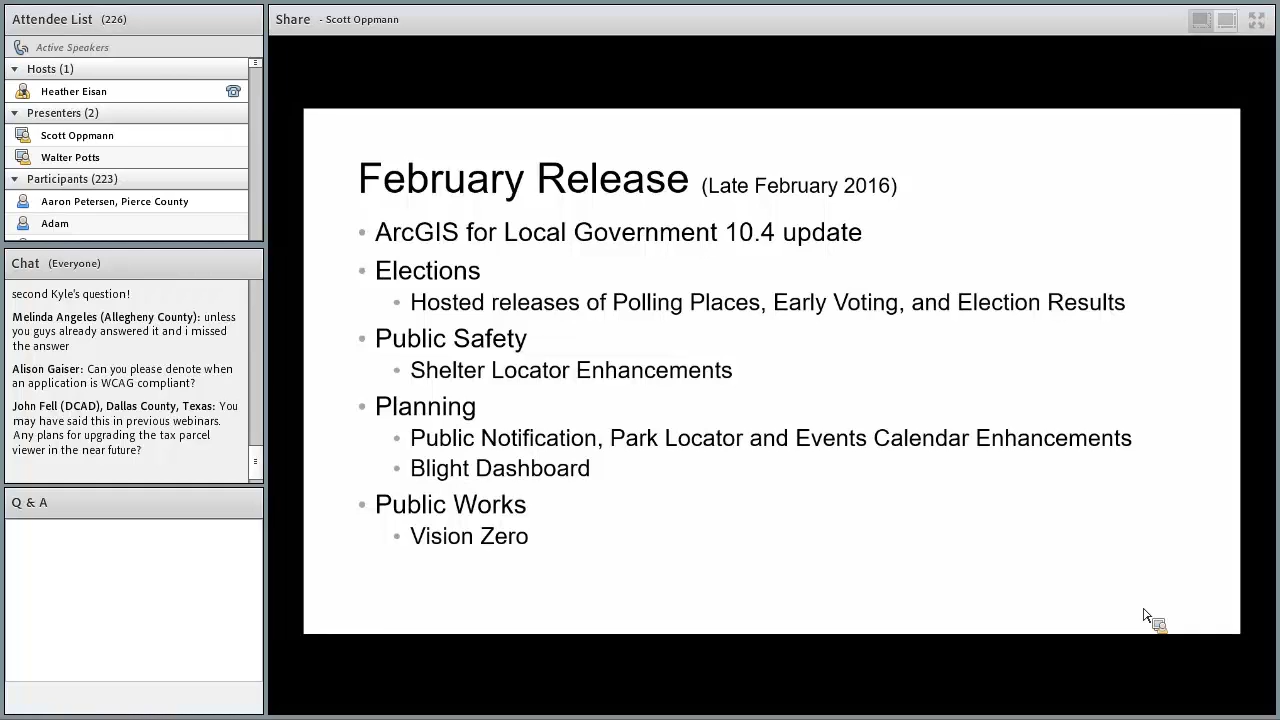 Attendee List (226)
Active Speakers
Hosts (1)
Heather Eisan
Presenters (2)
Scott Oppmann
Walter Potts
Participants (223)
Aaron Petersen, Pierce County
Adam
Chat (Everyone)
second Kyle's question!
Melinda Angeles (Allegheny County): unless
you guys already answered it and i missed
the answer
Alison Gaiser: Can you please denote when
an application is WCAG compliant?
John Fell (DCAD), Dallas County, Texas: You
may have said this in previous webinars.
Any plans for upgrading the tax parcel
viewer in the near future?
Q & A
Share - Scott Oppmann
February Release (Late February 2016)
• ArcGIS for Local Government 10.4 update
• Elections
• Hosted releases of Polling Places, Early Voting, and Election Results
• Public Safety
• Shelter Locator Enhancements
• Planning
• Public Notification, Park Locator and Events Calendar Enhancements
• Blight Dashboard
• Public Works
• Vision Zero